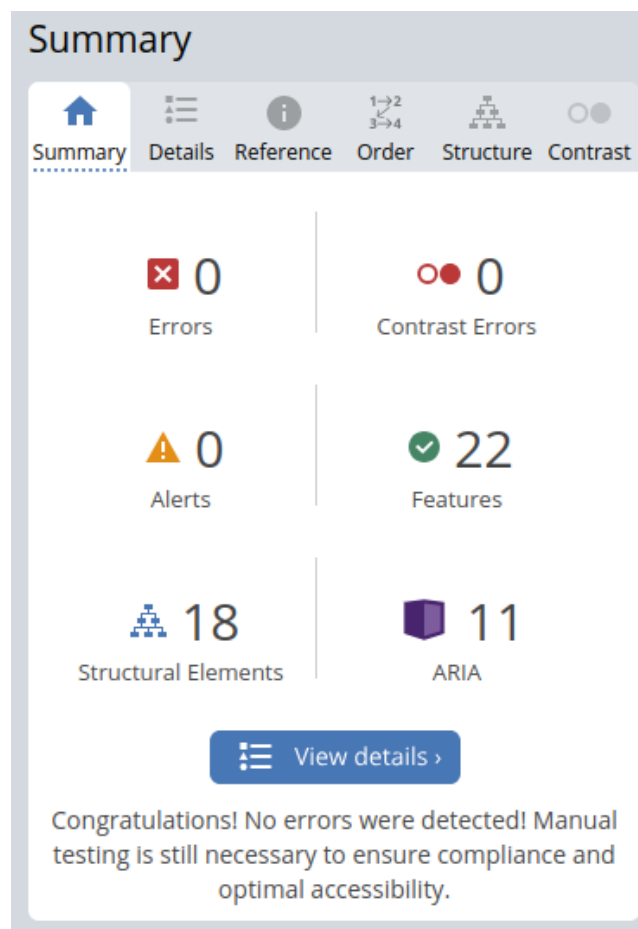 Summary
1→2
3→4
Summary Details Reference Order Structure Contrast
0 0
Errors Contrast Errors
0 22
Alerts Features
18 11
Structural Elements ARIA
View details ›
Congratulations! No errors were detected! Manual
testing is still necessary to ensure compliance and
optimal accessibility.